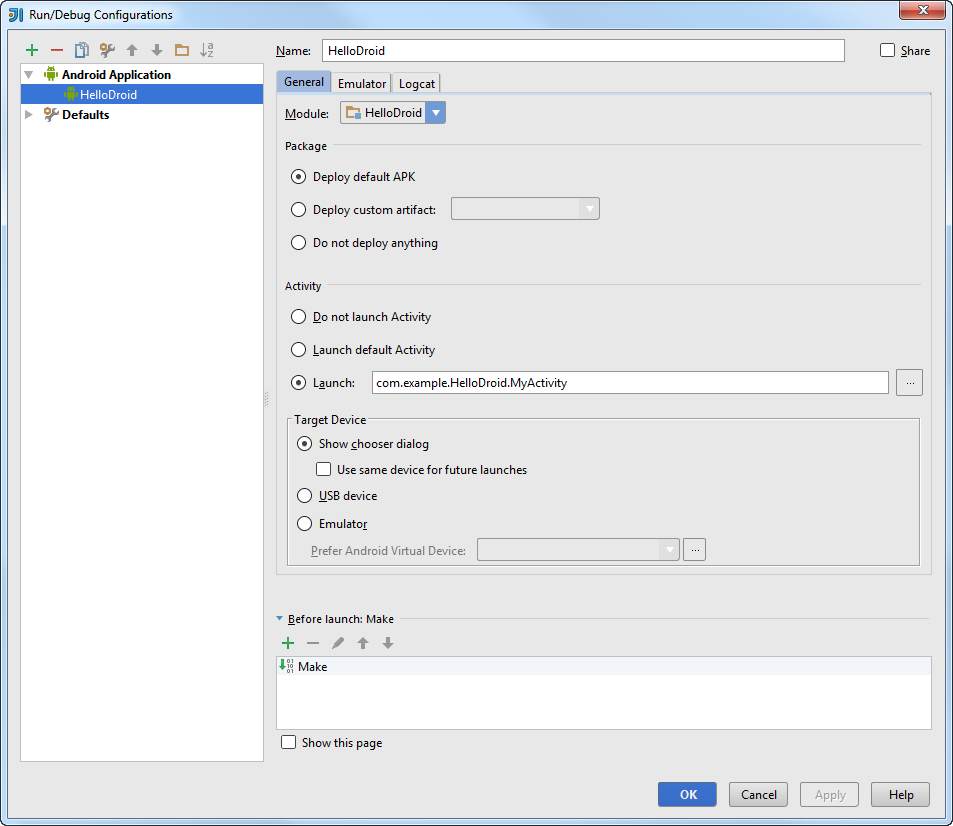 Run/Debug Configurations
Name: HelloDroid
Share
Android Application
HelloDroid
Defaults
General Emulator Logcat
Module: HelloDroid
Package
Deploy default APK
Deploy custom artifact:
Do not deploy anything
Activity
Do not launch Activity
Launch default Activity
Launch: com.example.HelloDroid.MyActivity ...
Target Device
Show chooser dialog
Use same device for future launches
USB device
Emulator
Prefer Android Virtual Device: ...
Before launch: Make
Make
Show this page
OK Cancel Apply Help